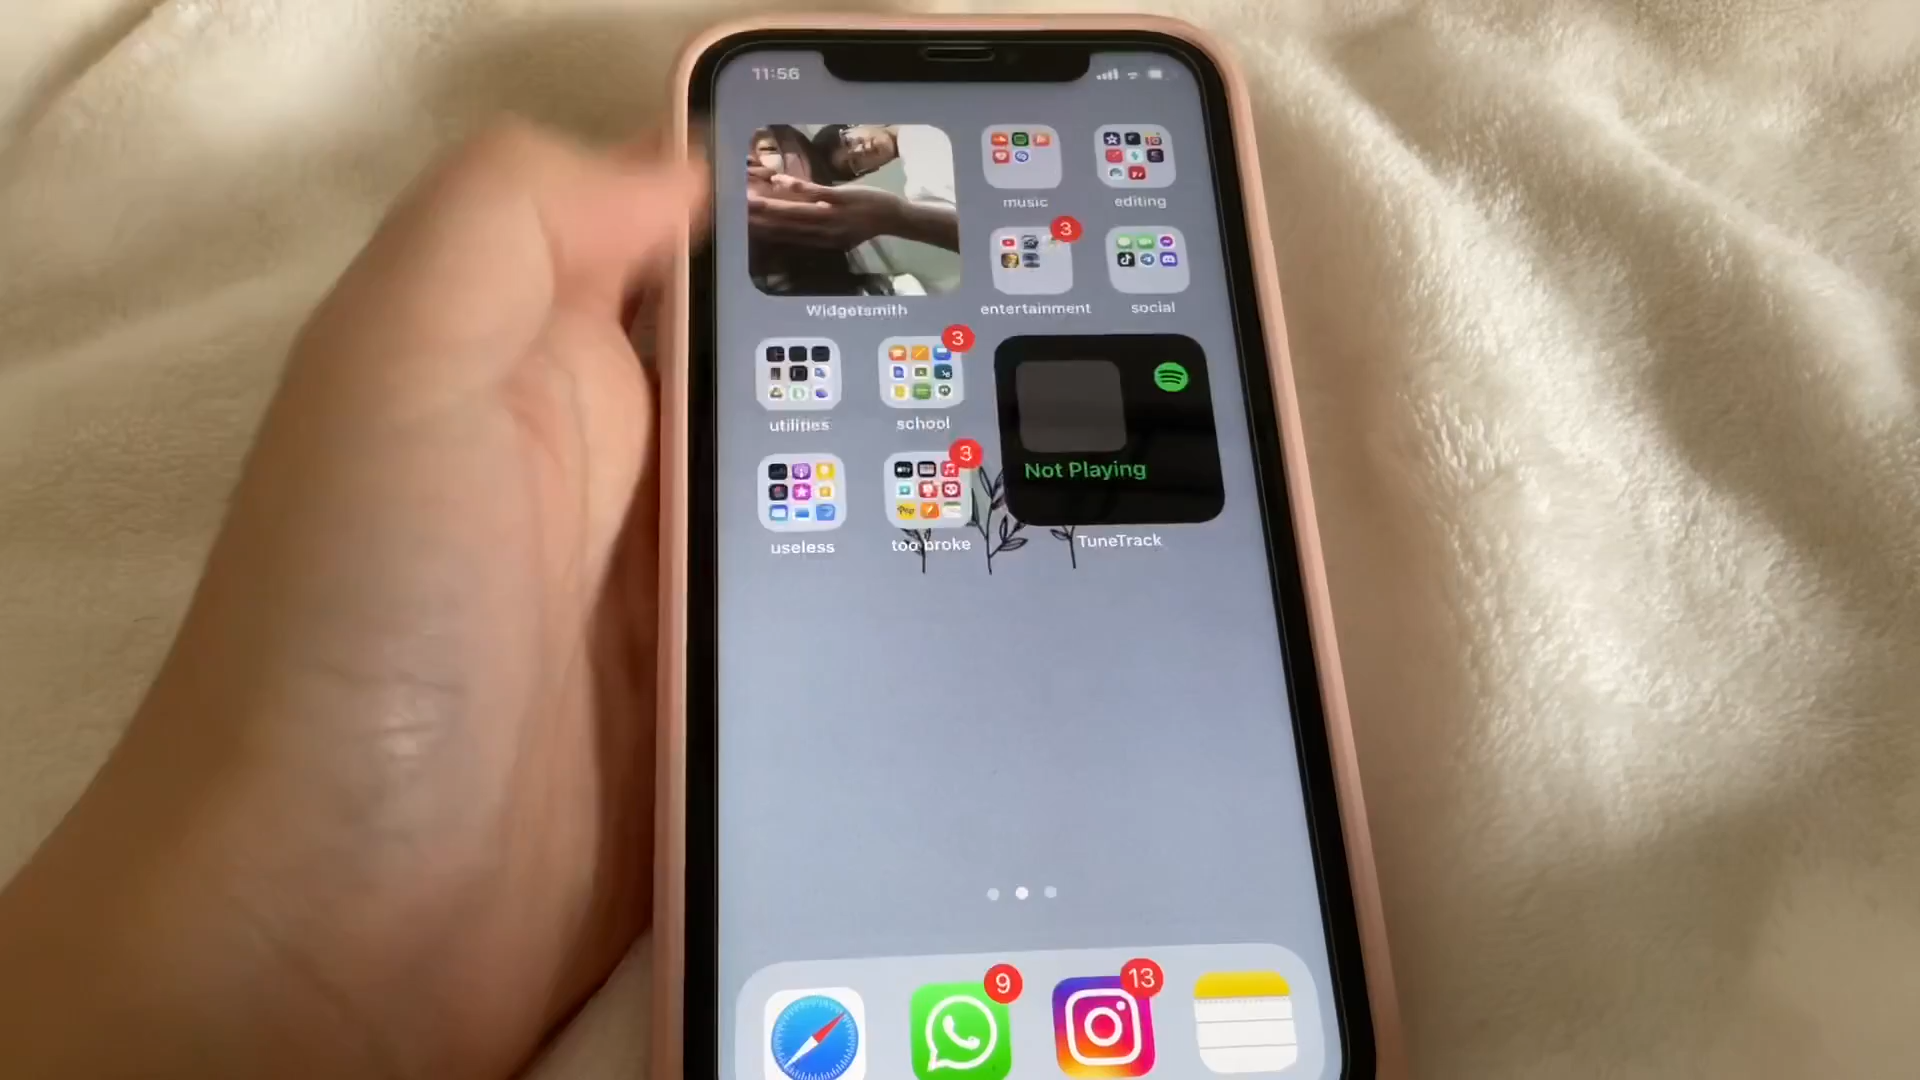 11:56
music
editing
3
Widgetsmith
entertainment
social
3
utilities
school
Not Playing
3
useless
too broke
TuneTrack
9
13